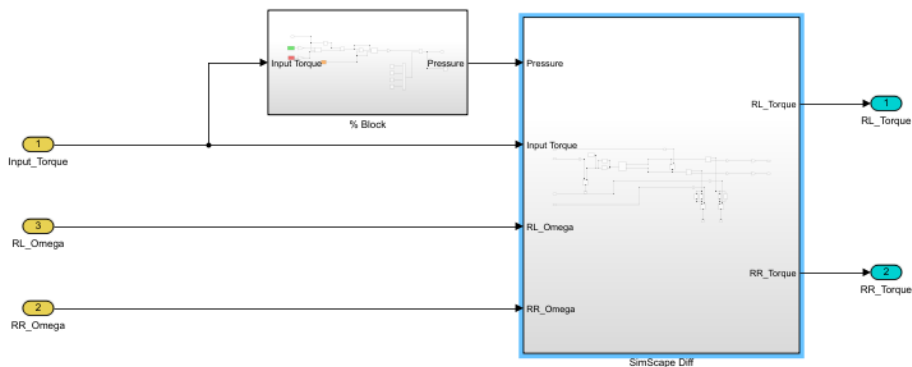 Input Torque
Pressure
% Block
Pressure
RL_Torque
1
RL_Torque
1
Input_Torque
Input Torque
3
RL_Omega
RL_Omega
RR_Torque
2
RR_Torque
2
RR_Omega
RR_Omega
SimScape Diff